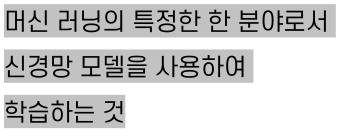 머신 러닝의 특정한 한 분야로서
신경망 모델을 사용하여
학습하는 것